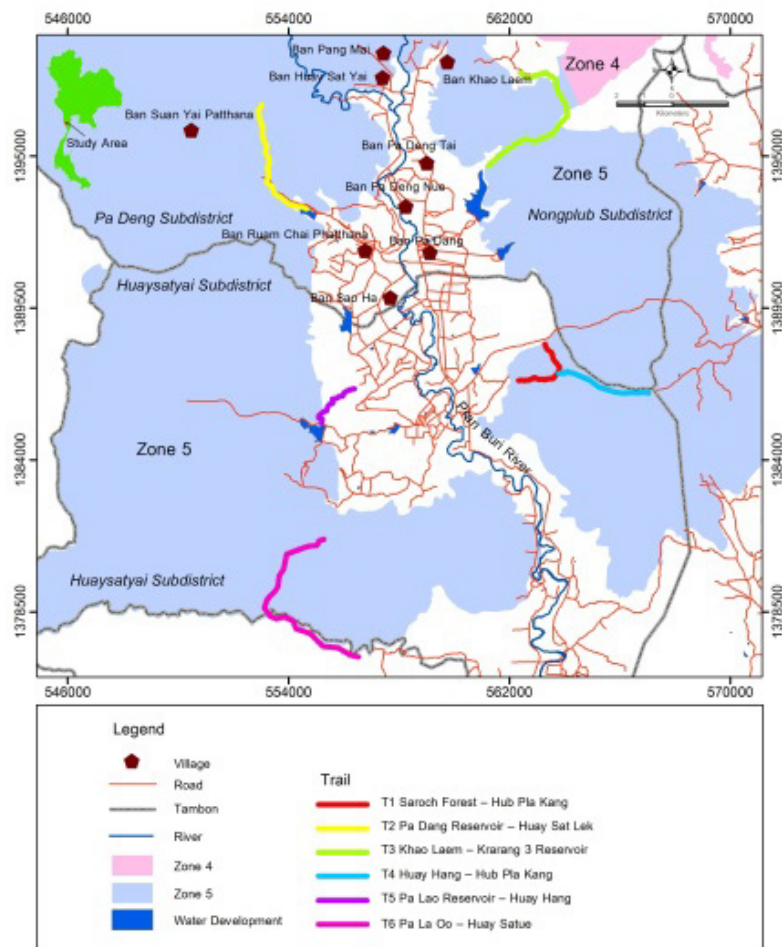 546000 554000 562000 570000
Ban Pang Mai
Ban Huay Sat Yai
Ban Khao Laem
Zone 4
Kilometers
Ban Suan Yai Patthana
Study Area
Ban Pa Deng Tai
1395000 1395000
Zone 5
Ban Pa Deng Nue
Pa Deng Subdistrict
Nongplub Subdistrict
Ban Ruam Chai Phatthana
Ban Pa Dang
Huaysatyai Subdistrict
Ban Sap Ha
1389500 1389500
Pran Buri River
Zone 5
1384000 1384000
Huaysatyai Subdistrict
1378500 1378500
546000 554000 562000 570000
Legend
Village
Road
Tambon
River
Zone 4
Zone 5
Water Development
Trail
T1 Saroch Forest – Hub Pla Kang
T2 Pa Dang Reservoir – Huay Sat Lek
T3 Khao Laem – Krarang 3 Reservoir
T4 Huay Hang – Hub Pla Kang
T5 Pa Lao Reservoir – Huay Hang
T6 Pa La Oo – Huay Satue